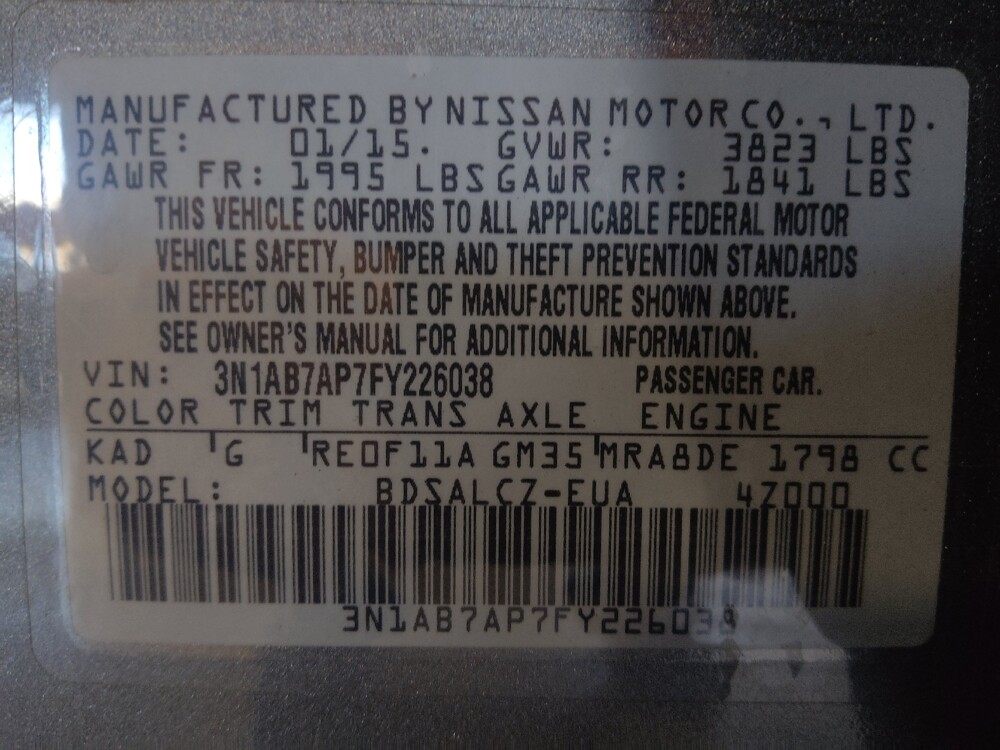 MANUFACTURED BY NISSAN MOTOR CO., LTD.
DATE: 01/15. GVWR: 3823 LBS
GAWR FR: 1995 LBS GAWR RR: 1841 LBS
THIS VEHICLE CONFORMS TO ALL APPLICABLE FEDERAL MOTOR
VEHICLE SAFETY, BUMPER AND THEFT PREVENTION STANDARDS
IN EFFECT ON THE DATE OF MANUFACTURE SHOWN ABOVE.
SEE OWNER'S MANUAL FOR ADDITIONAL INFORMATION.
VIN: 3N1AB7AP7FY226038 PASSENGER CAR.
COLOR TRIM TRANS AXLE ENGINE
KAD G RE0F11A GM35 MRA8DE 1798 CC
MODEL: BDSALCZ-EUA 4Z000
3N1AB7AP7FY226038